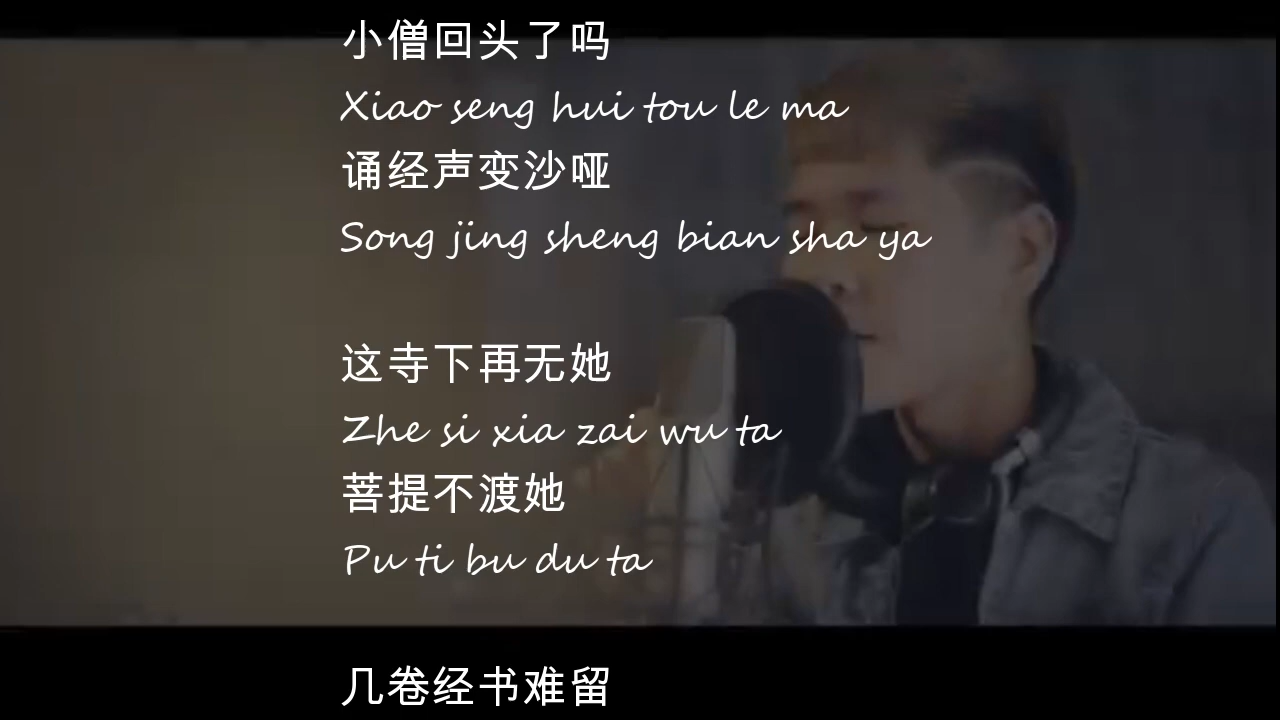 小僧回头了吗
Xiao seng hui tou le ma
诵经声变沙哑
Song jing sheng bian sha ya
这寺下再无她
Zhe si xia zai wu ta
菩提不渡她
Pu ti bu du ta
几卷经书难留